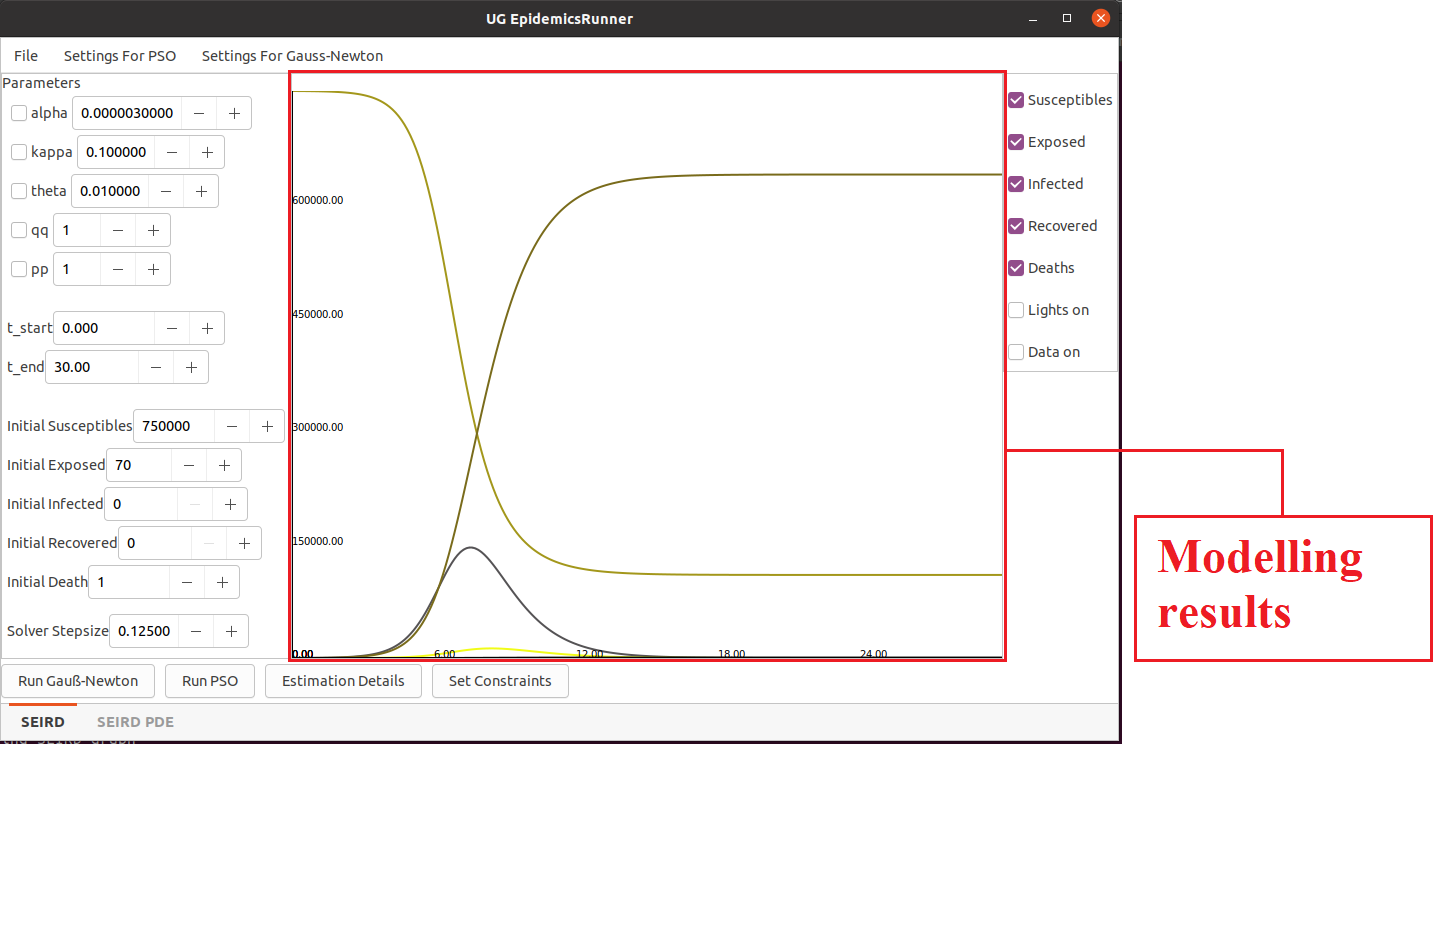 UG EpidemicsRunner
File Settings For PSO Settings For Gauss-Newton
Parameters
alpha 0.0000030000
kappa 0.100000
theta 0.010000
qq 1
pp 1
t_start 0.000
t_end 30.00
Initial Susceptibles 750000
Initial Exposed 70
Initial Infected 0
Initial Recovered 0
Initial Death 1
Solver Stepsize 0.12500
600000.00
450000.00
300000.00
150000.00
0.00 6.00 12.00 18.00 24.00
Susceptibles
Exposed
Infected
Recovered
Deaths
Lights on
Data on
Modelling
results
Run Gauß-Newton Run PSO Estimation Details Set Constraints
SEIRD SEIRD PDE